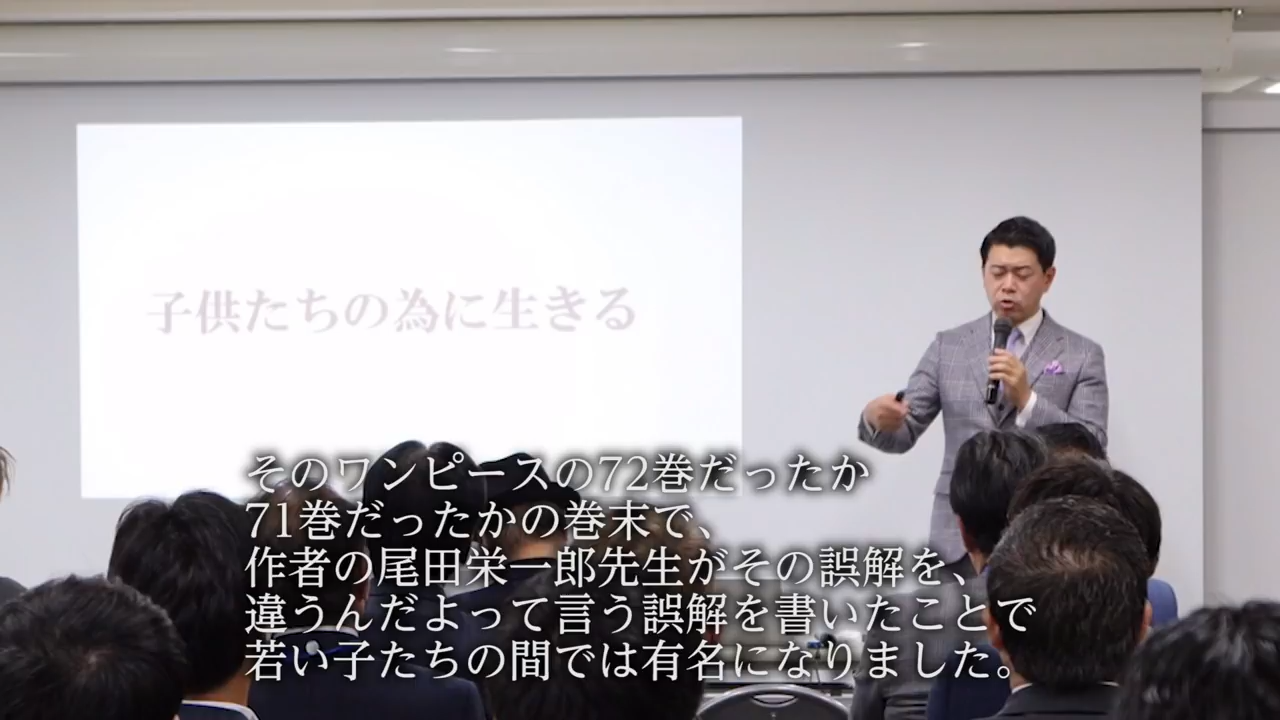 子供たちの為に生きる
そのワンピースの72巻だったか
71巻だったかの巻末で、
作者の尾田栄一郎先生がその誤解を、
違うんだよって言う誤解を書いたことで
若い子たちの間では有名になりました。